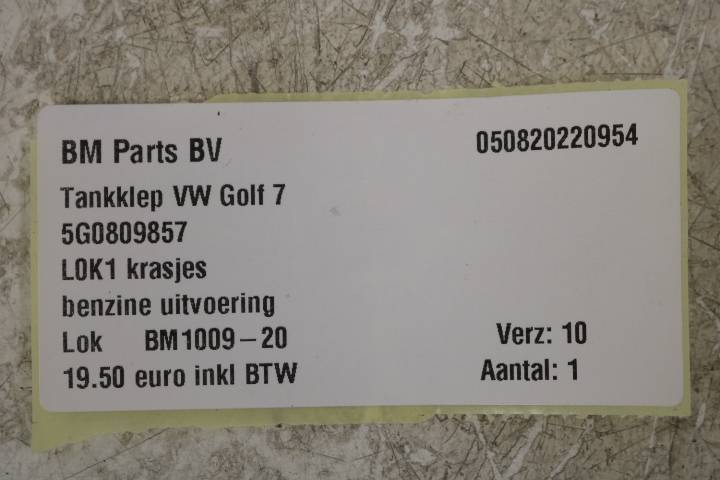 BM Parts BV 050820220954
Tankklep VW Golf 7
5G0809857
LOK1 krasjes
benzine uitvoering
Lok BM1009-20 Verz: 10
19.50 euro inkl BTW Aantal: 1